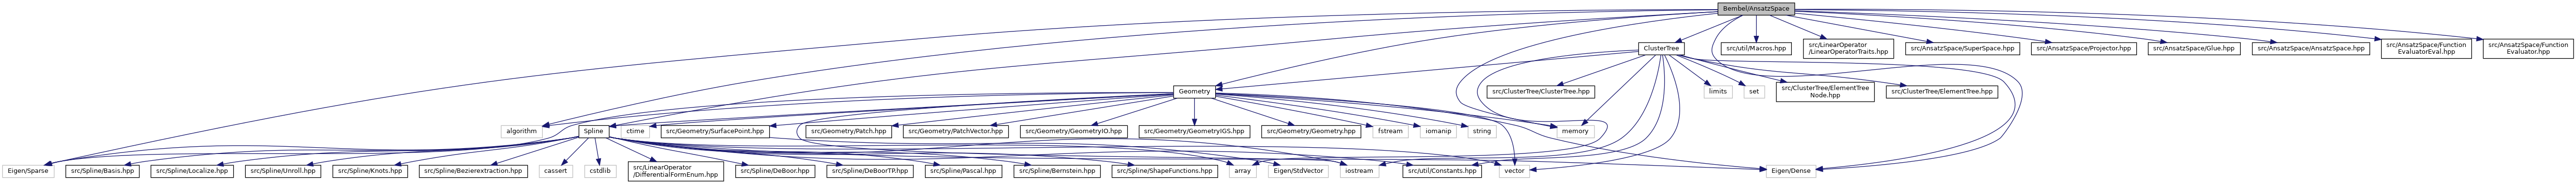 Bembel/AnsatzSpace
ClusterTree
src/util/Macros.hpp
src/LinearOperator
/LinearOperatorTraits.hpp
src/AnsatzSpace/SuperSpace.hpp
src/AnsatzSpace/Projector.hpp
src/AnsatzSpace/Glue.hpp
src/AnsatzSpace/AnsatzSpace.hpp
src/AnsatzSpace/Function
EvaluatorEval.hpp
src/AnsatzSpace/Function
Evaluator.hpp
Geometry
src/ClusterTree/ClusterTree.hpp
limits
set
src/ClusterTree/ElementTree
Node.hpp
src/ClusterTree/ElementTree.hpp
algorithm
Spline
ctime
src/Geometry/SurfacePoint.hpp
src/Geometry/Patch.hpp
src/Geometry/PatchVector.hpp
src/Geometry/GeometryIO.hpp
src/Geometry/GeometryIGS.hpp
src/Geometry/Geometry.hpp
fstream
iomanip
string
memory
Eigen/Sparse
src/Spline/Basis.hpp
src/Spline/Localize.hpp
src/Spline/Unroll.hpp
src/Spline/Knots.hpp
src/Spline/Bezierextraction.hpp
cassert
cstdlib
src/LinearOperator
/DifferentialFormEnum.hpp
src/Spline/DeBoor.hpp
src/Spline/DeBoorTP.hpp
src/Spline/Pascal.hpp
src/Spline/Bernstein.hpp
src/Spline/ShapeFunctions.hpp
array
Eigen/StdVector
iostream
src/util/Constants.hpp
vector
Eigen/Dense